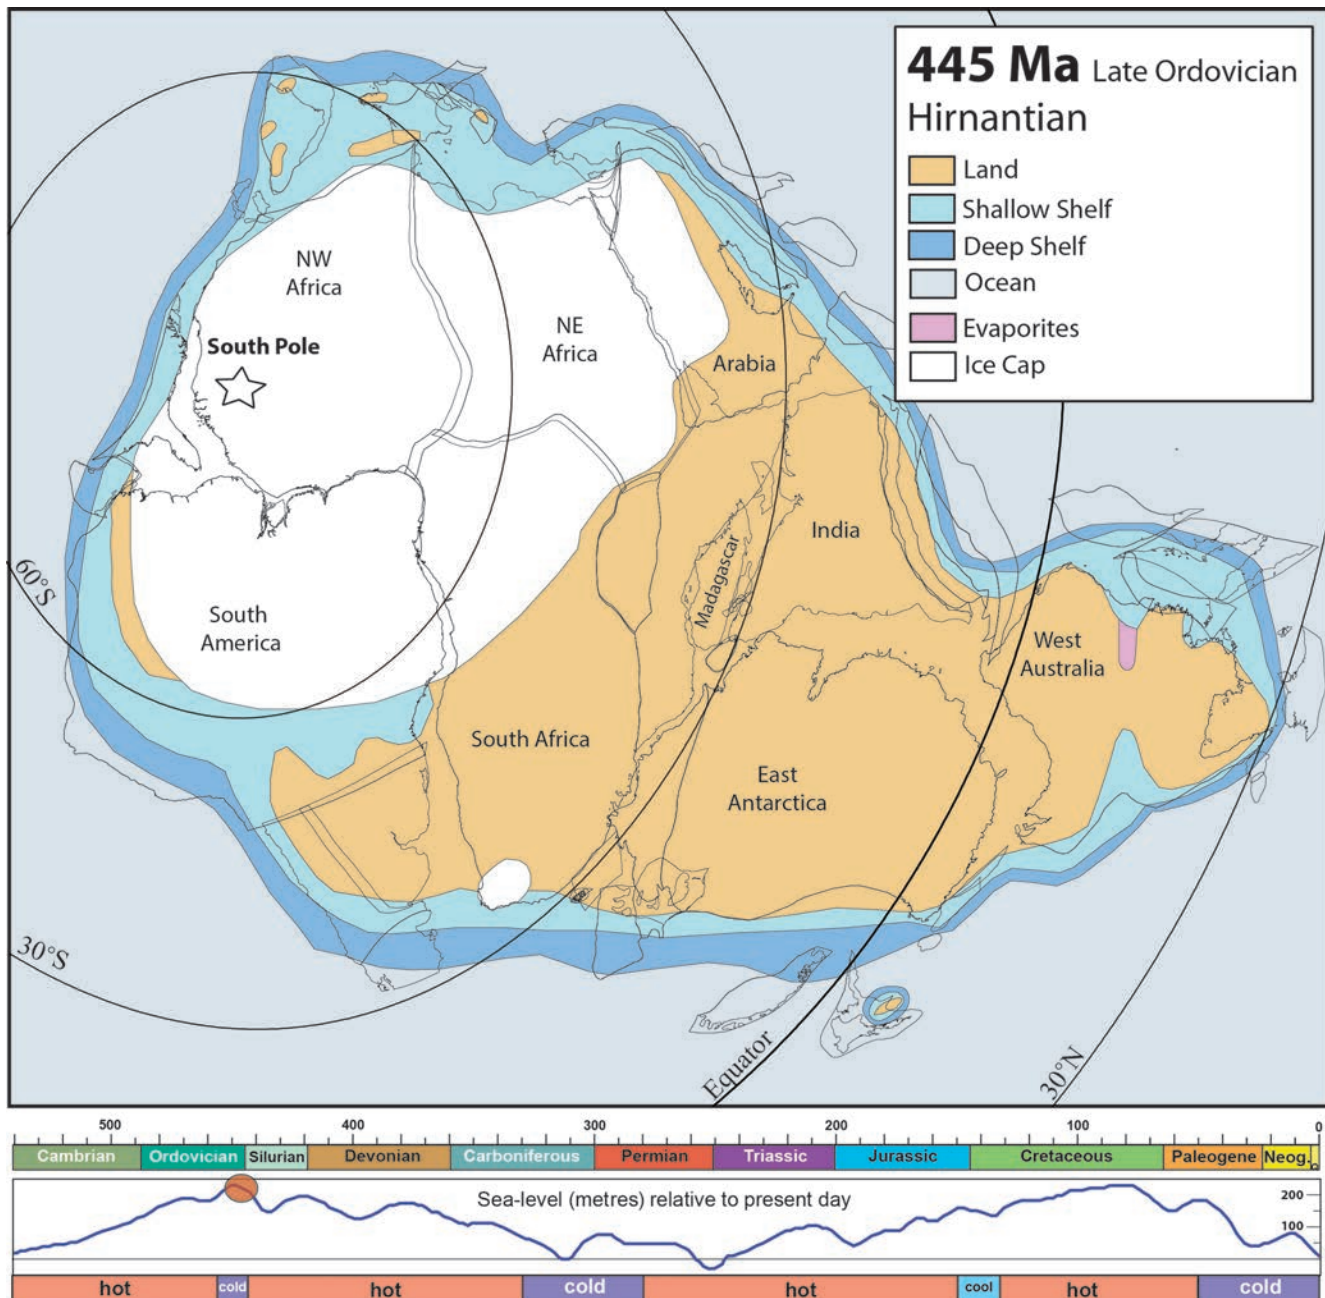 445 Ma Late Ordovician
Hirnantian
Land
Shallow Shelf
Deep Shelf
Ocean
Evaporites
Ice Cap
NW
Africa
South Pole
NE
Africa
Arabia
India
Madagascar
60°S
South
America
West
Australia
South Africa
East
Antarctica
30°S
Equator
30°N
500 400 300 200 100 0
Cambrian Ordovician Silurian Devonian Carboniferous Permian Triassic Jurassic Cretaceous Paleogene Neog.
Sea-level (metres) relative to present day
200
100
hot cold hot cold hot cool hot cold